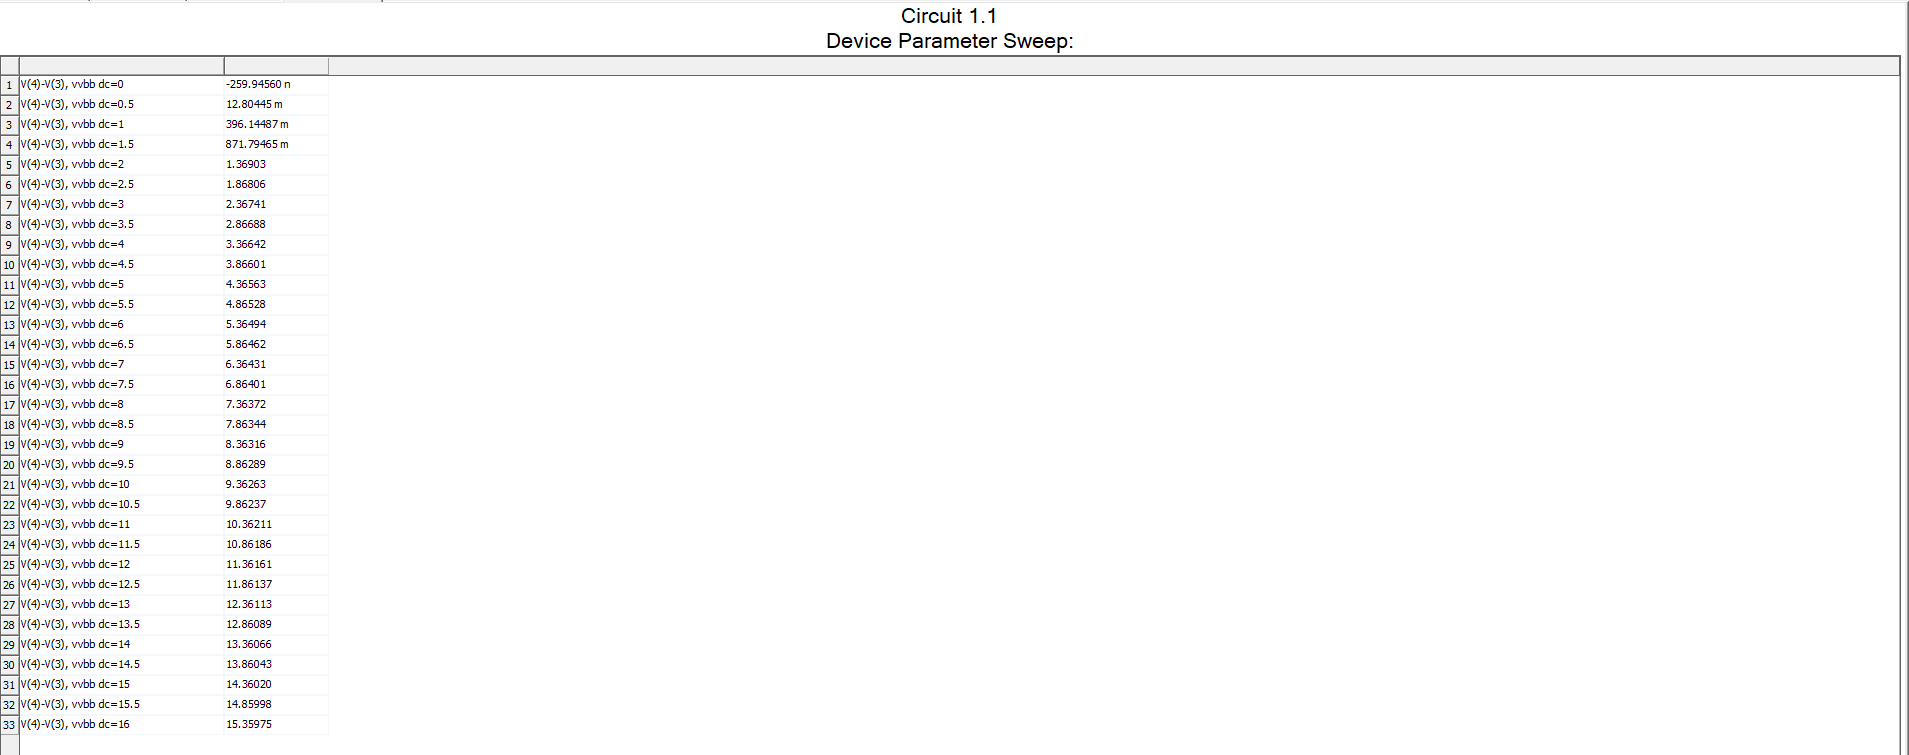 Circuit 1.1
Device Parameter Sweep:
1 V(4)-V(3), vvbb dc=0 -259.94560 n
2 V(4)-V(3), vvbb dc=0.5 12.80445 m
3 V(4)-V(3), vvbb dc=1 396.14487 m
4 V(4)-V(3), vvbb dc=1.5 871.79465 m
5 V(4)-V(3), vvbb dc=2 1.36903
6 V(4)-V(3), vvbb dc=2.5 1.86806
7 V(4)-V(3), vvbb dc=3 2.36741
8 V(4)-V(3), vvbb dc=3.5 2.86688
9 V(4)-V(3), vvbb dc=4 3.36642
10 V(4)-V(3), vvbb dc=4.5 3.86601
11 V(4)-V(3), vvbb dc=5 4.36563
12 V(4)-V(3), vvbb dc=5.5 4.86528
13 V(4)-V(3), vvbb dc=6 5.36494
14 V(4)-V(3), vvbb dc=6.5 5.86462
15 V(4)-V(3), vvbb dc=7 6.36431
16 V(4)-V(3), vvbb dc=7.5 6.86401
17 V(4)-V(3), vvbb dc=8 7.36372
18 V(4)-V(3), vvbb dc=8.5 7.86344
19 V(4)-V(3), vvbb dc=9 8.36316
20 V(4)-V(3), vvbb dc=9.5 8.86289
21 V(4)-V(3), vvbb dc=10 9.36263
22 V(4)-V(3), vvbb dc=10.5 9.86237
23 V(4)-V(3), vvbb dc=11 10.36211
24 V(4)-V(3), vvbb dc=11.5 10.86186
25 V(4)-V(3), vvbb dc=12 11.36161
26 V(4)-V(3), vvbb dc=12.5 11.86137
27 V(4)-V(3), vvbb dc=13 12.36113
28 V(4)-V(3), vvbb dc=13.5 12.86089
29 V(4)-V(3), vvbb dc=14 13.36066
30 V(4)-V(3), vvbb dc=14.5 13.86043
31 V(4)-V(3), vvbb dc=15 14.36020
32 V(4)-V(3), vvbb dc=15.5 14.85998
33 V(4)-V(3), vvbb dc=16 15.35975